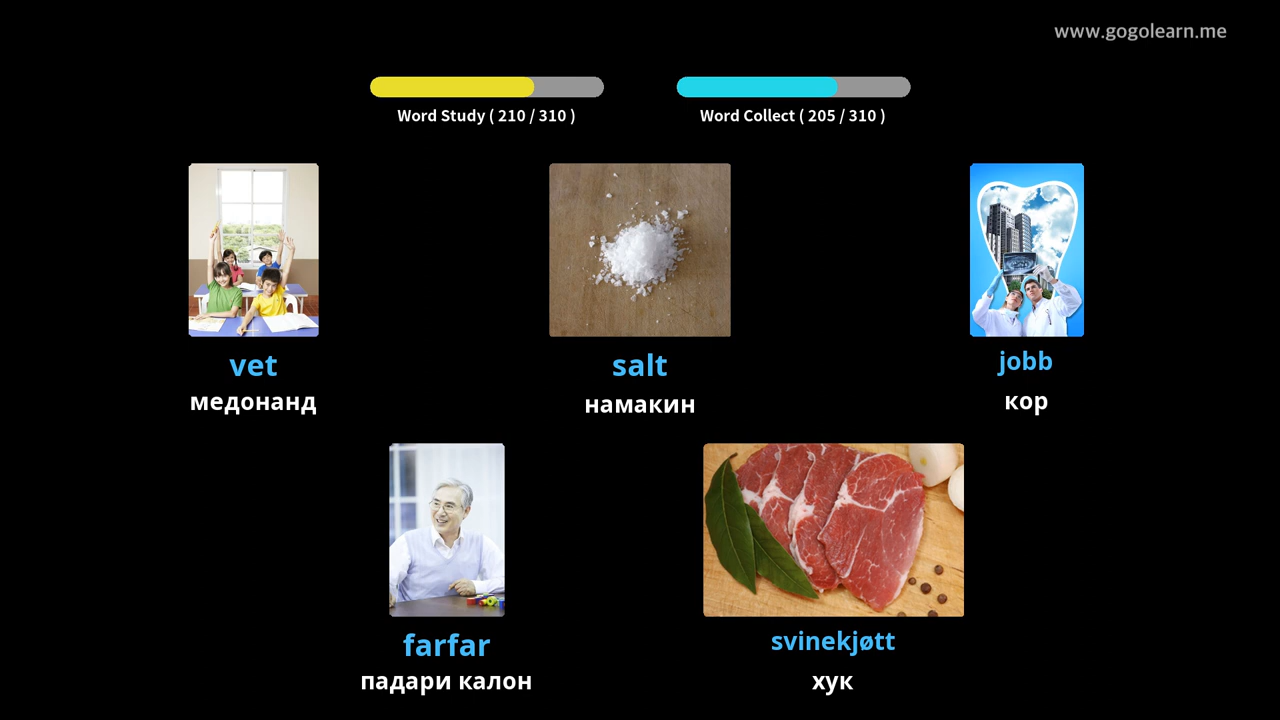 www.gogolearn.me
Word Study ( 210 / 310 )
Word Collect ( 205 / 310 )
vet
медонанд
salt
намакин
jobb
кор
farfar
падари калон
svinekjøtt
хук